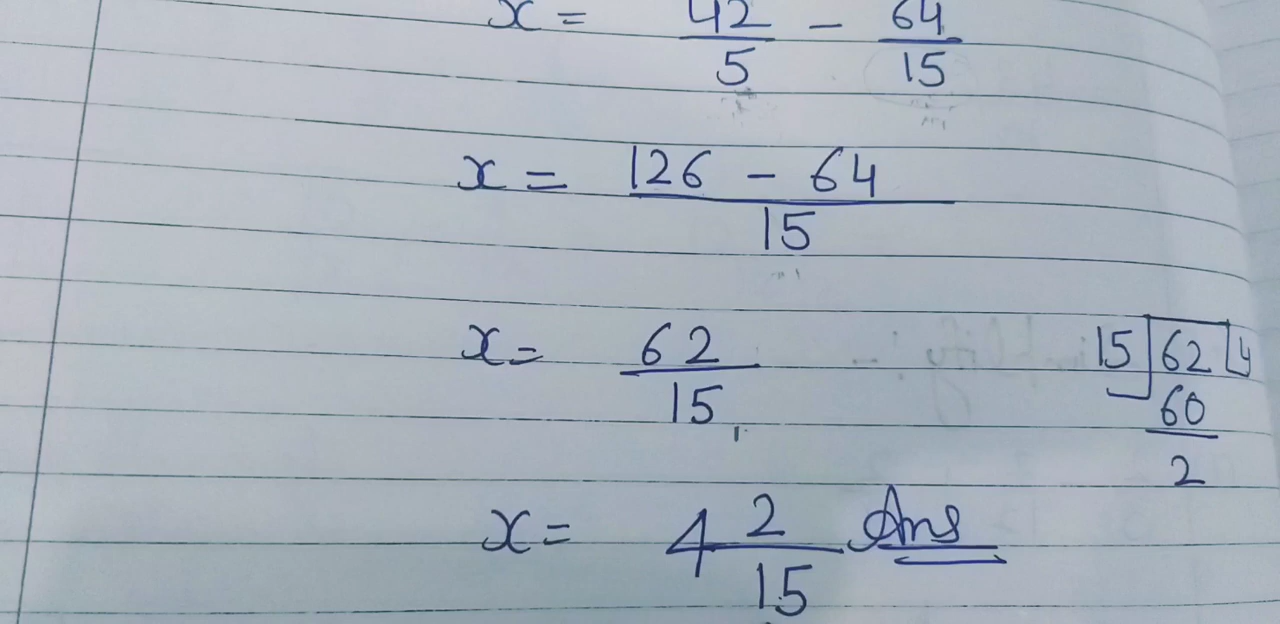 x = 42/5 - 64/15
x = 126 - 64/15
x = 62/15
15 62 4
60
2
x = 4 2/15 Ans